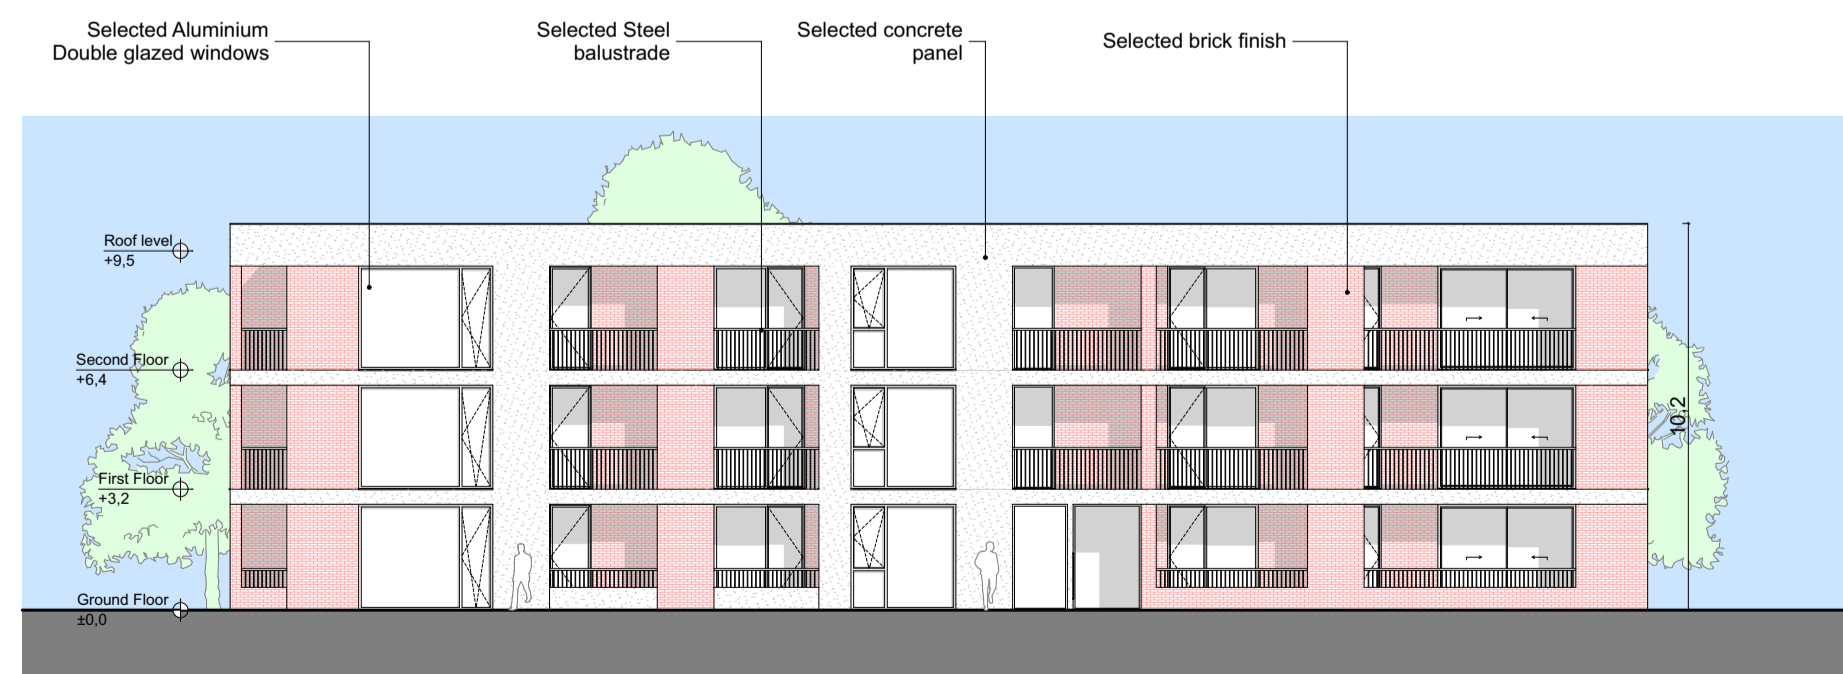 Selected Aluminium
Double glazed windows
Selected Steel
balustrade
Selected concrete
panel
Selected brick finish
Roof level
+9,5
Second Floor
+6,4
First Floor
+3,2
Ground Floor
±0,0
10,2